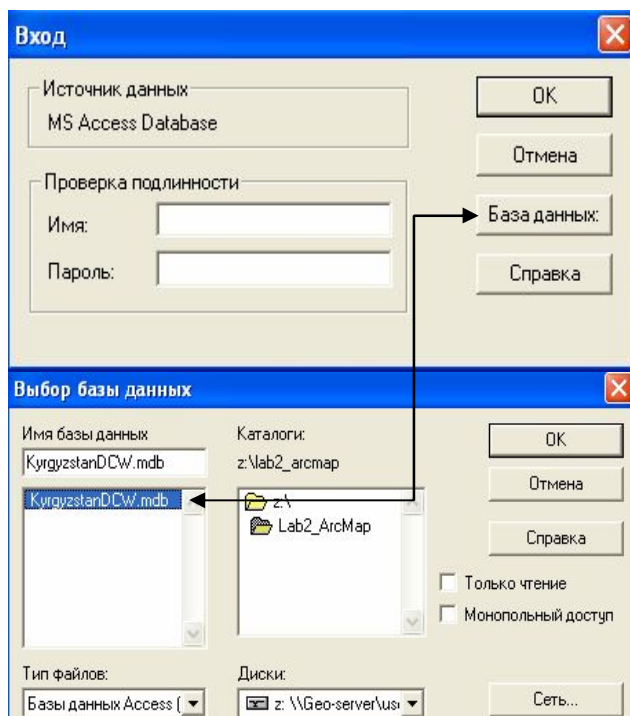 Вход
Источник данных
MS Access Database
OK
Отмена
Проверка подлинности
Имя:
База данных:
Пароль:
Справка
Выбор базы данных
Имя базы данных
Каталоги:
OK
KyrgyzstanDCW.mdb
z:\lab2_arcmap
Отмена
KyrgyzstanDCW.mdb
z:\
Lab2_ArcMap
Справка
Только чтение
Монопольный доступ
Тип файлов:
Диски:
Базы данных Access (
z: \\Geo-server\use
Сеть...